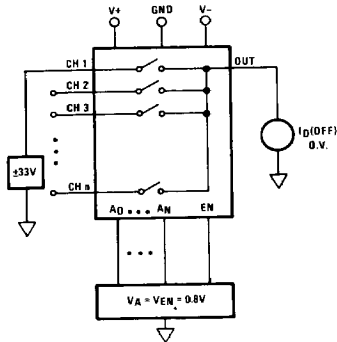 V+ GND V-
CH 1 OUT
CH 2
CH 3
ID(OFF)
O.V.
±33V
CH n
A0 ••• AN EN
VA = VEN = 0.8V